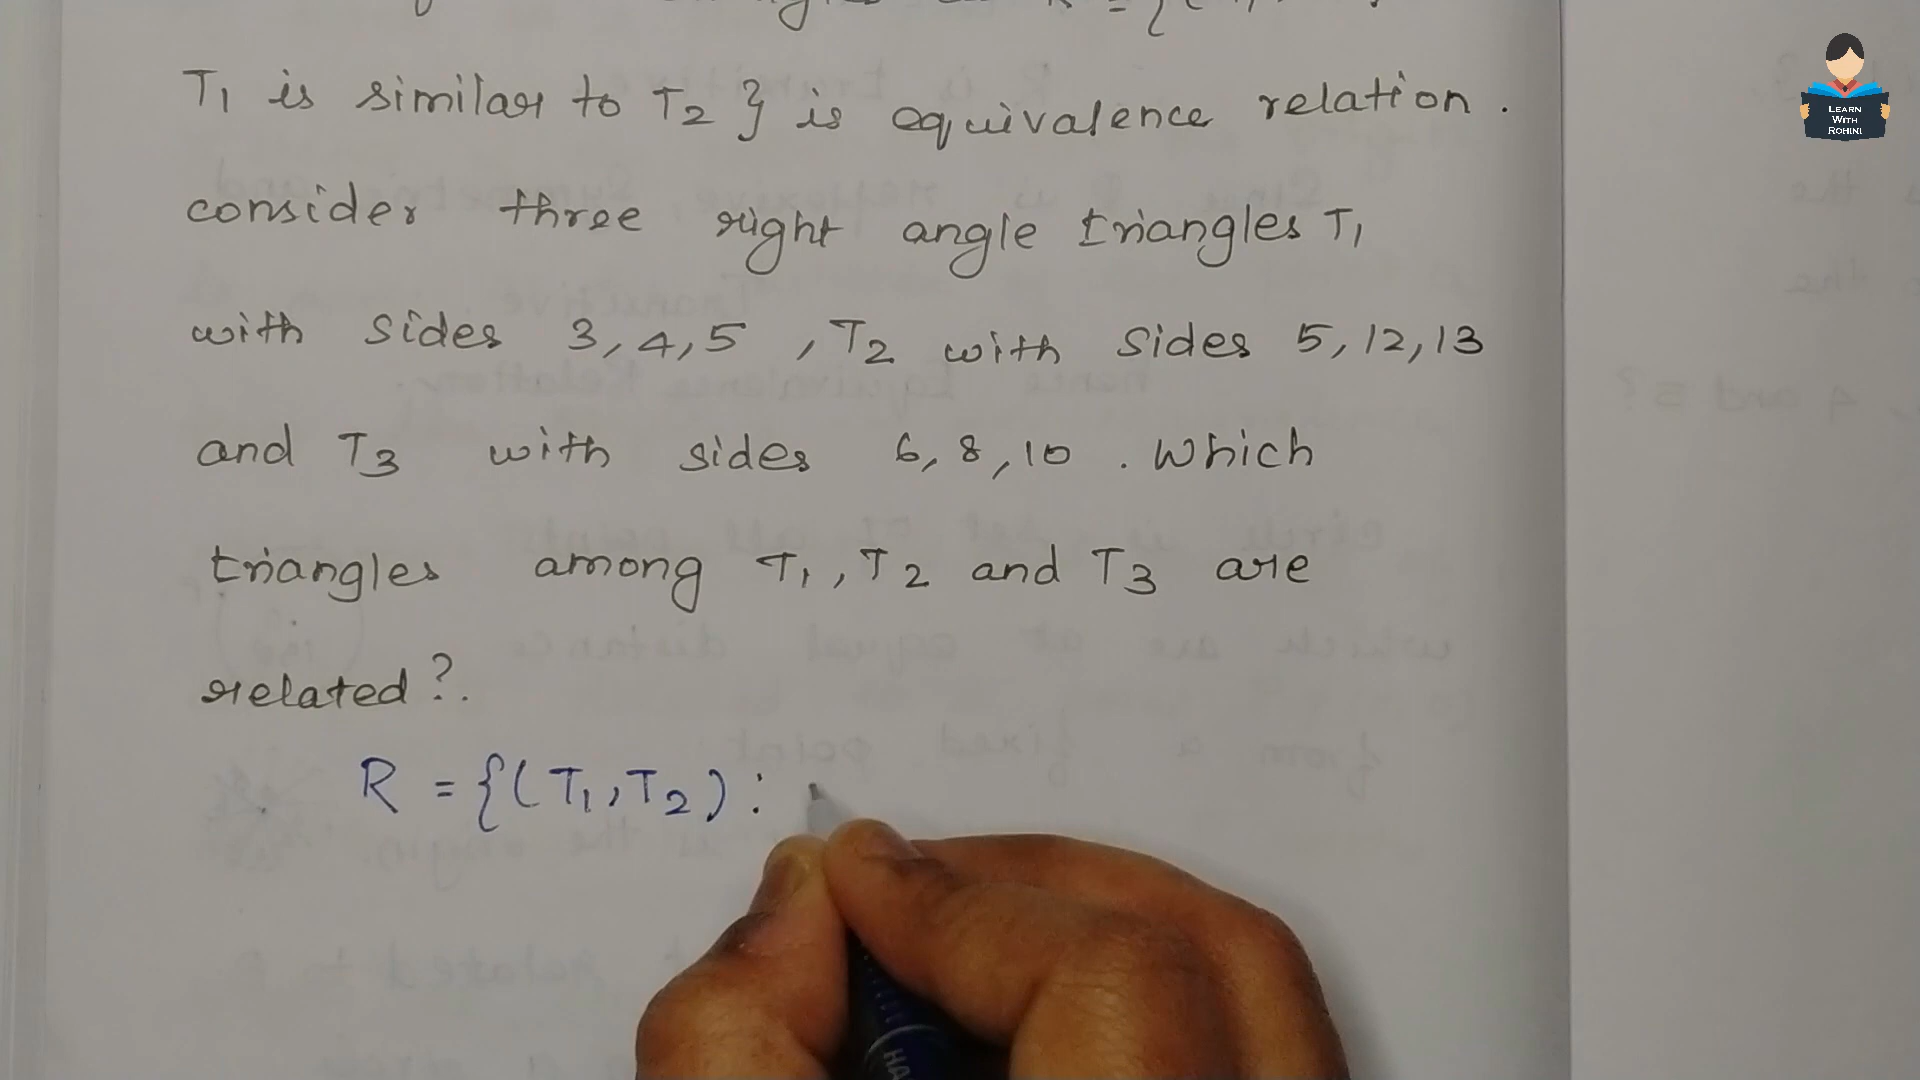 T1 is similar to T2 } is equivalence relation.
consider three right angle triangles T1
with sides 3,4,5 , T2 with sides 5,12,13
and T3 with sides 6,8,10 . Which
triangles among T1, T2 and T3 are
related ?.
R = {(T1, T2) :
LEARN
WITH
ROHINI